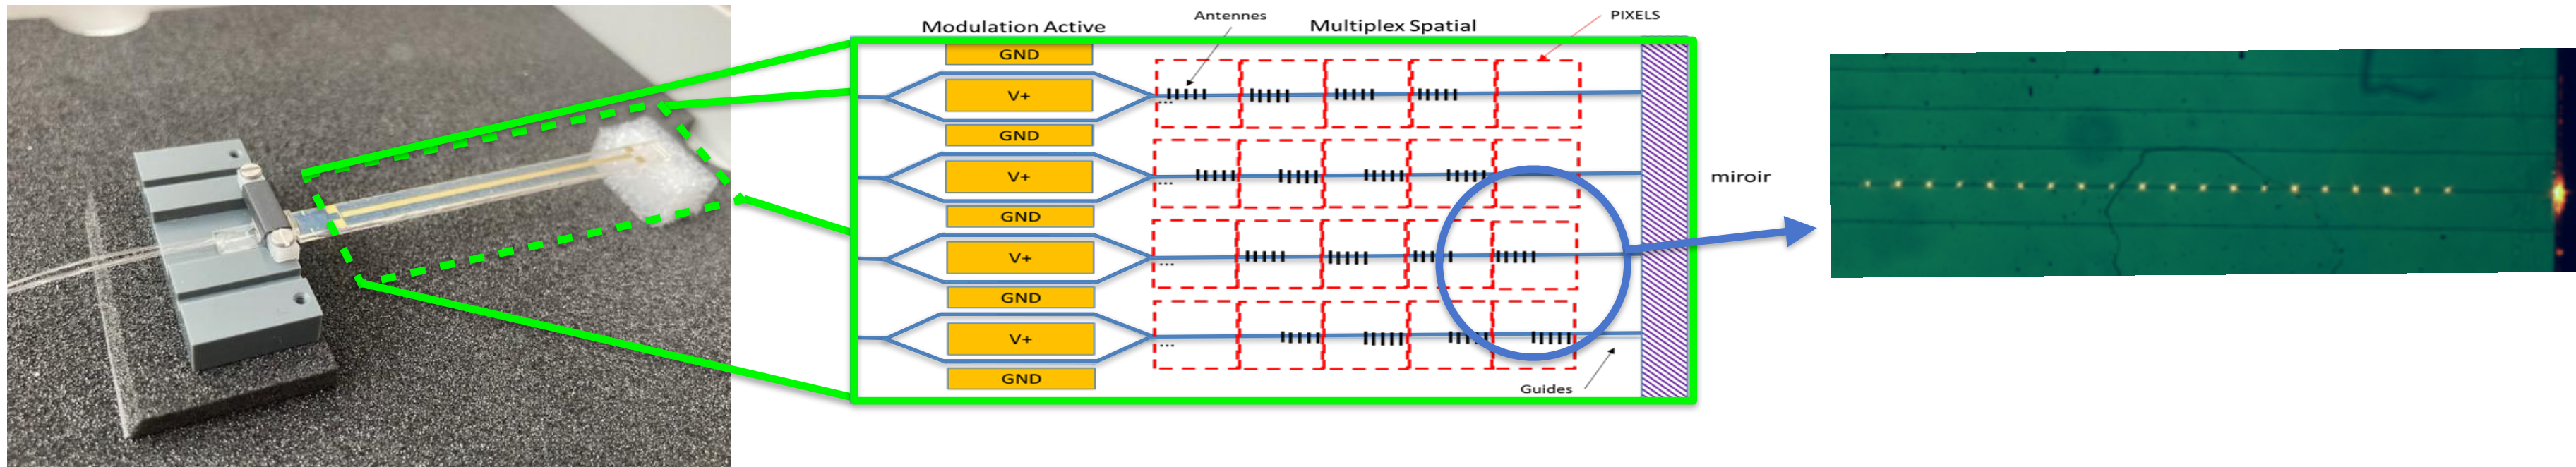 Modulation Active
Antennes
Multiplex Spatial
PIXELS
GND
V+
...
GND
V+
...
miroir
GND
V+
...
GND
V+
...
GND
Guides